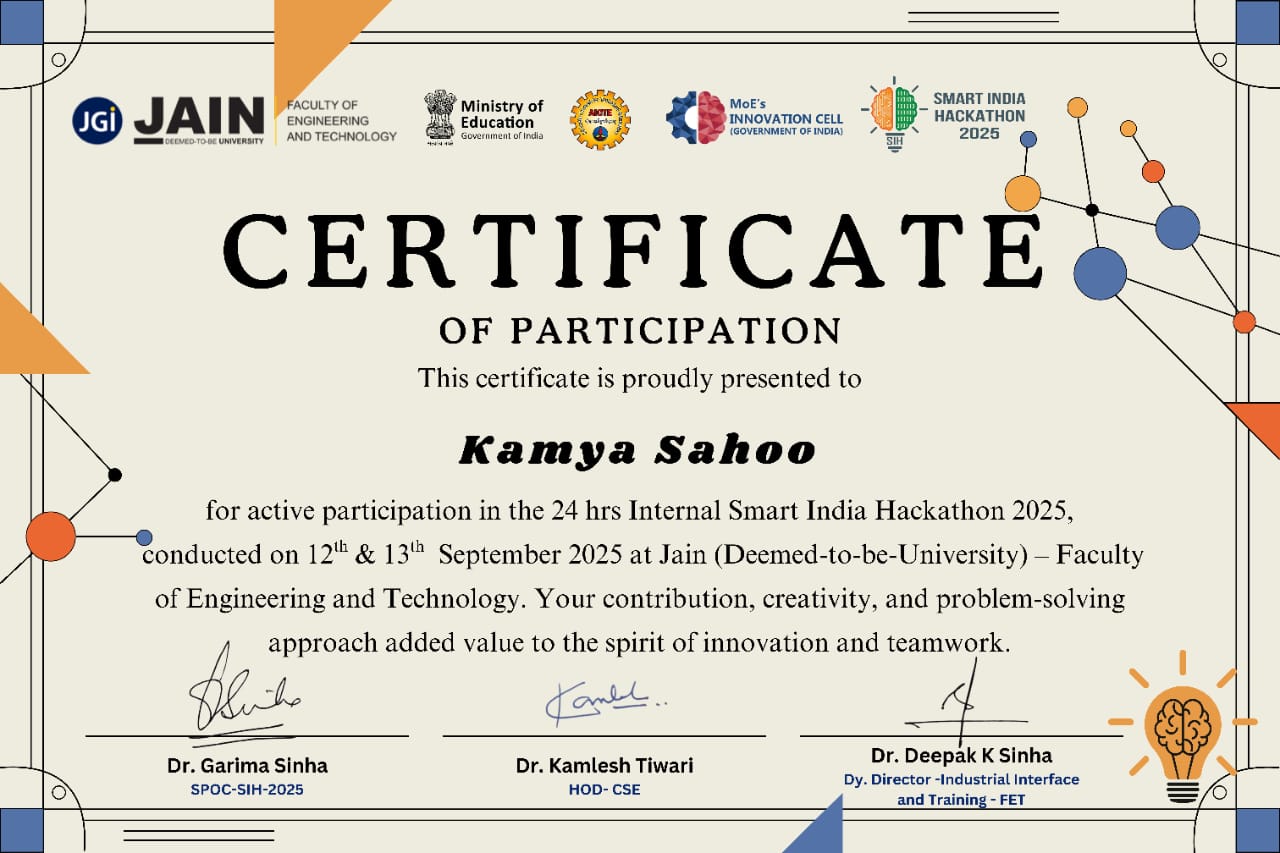 JGi JAIN DEEMED-TO-BE UNIVERSITY
FACULTY OF
ENGINEERING
AND TECHNOLOGY
Ministry of
Education
Government of India
AICTE
MoE's
INNOVATION CELL
(GOVERNMENT OF INDIA)
SIH
SMART INDIA
HACKATHON
2025
CERTIFICATE
OF PARTICIPATION
This certificate is proudly presented to
Kamya Sahoo
for active participation in the 24 hrs Internal Smart India Hackathon 2025,
conducted on 12th & 13th September 2025 at Jain (Deemed-to-be-University) – Faculty
of Engineering and Technology. Your contribution, creativity, and problem-solving
approach added value to the spirit of innovation and teamwork.
Dr. Garima Sinha
SPOC-SIH-2025
Dr. Kamlesh Tiwari
HOD- CSE
Dr. Deepak K Sinha
Dy. Director -Industrial Interface
and Training - FET